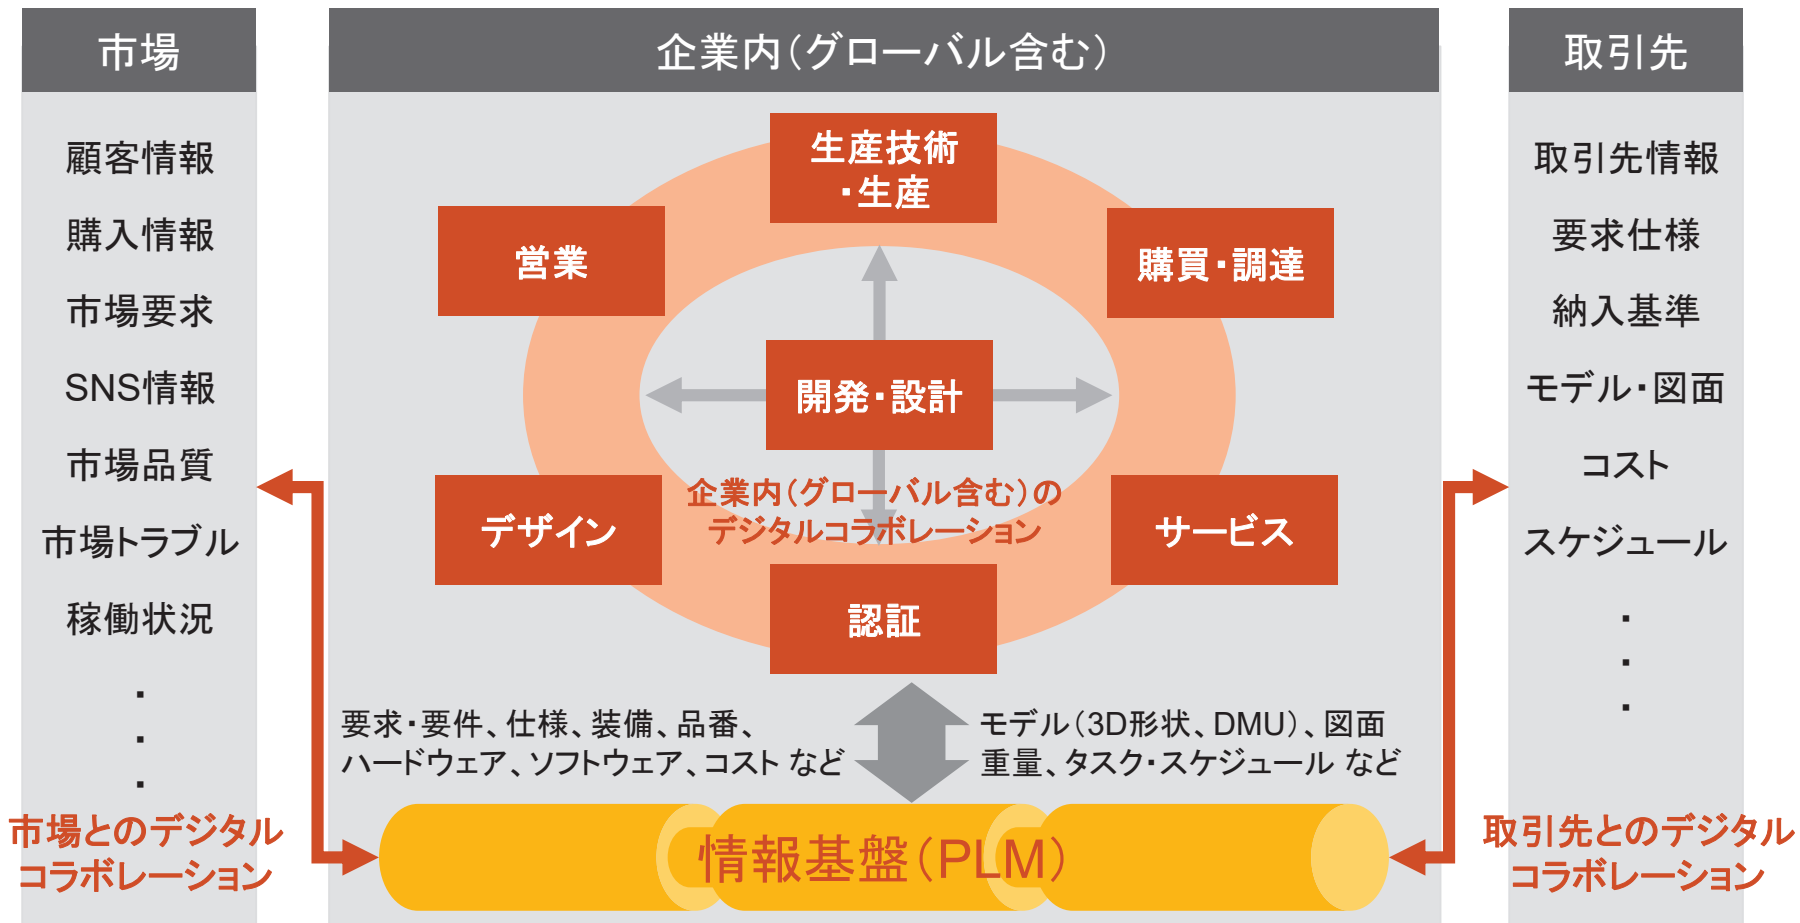 市場
顧客情報
購入情報
市場要求
SNS情報
市場品質
市場トラブル
稼働状況
・
・
・
市場とのデジタル
コラボレーション
企業内（グローバル含む）
生産技術
・生産
営業
購買・調達
開発・設計
企業内（グローバル含む）の
デジタルコラボレーション
デザイン
サービス
認証
要求・要件、仕様、装備、品番、
ハードウェア、ソフトウェア、コスト など
モデル（3D形状、DMU）、図面
重量、タスク・スケジュール など
情報基盤（PLM）
取引先
取引先情報
要求仕様
納入基準
モデル・図面
コスト
スケジュール
・
・
・
取引先とのデジタル
コラボレーション